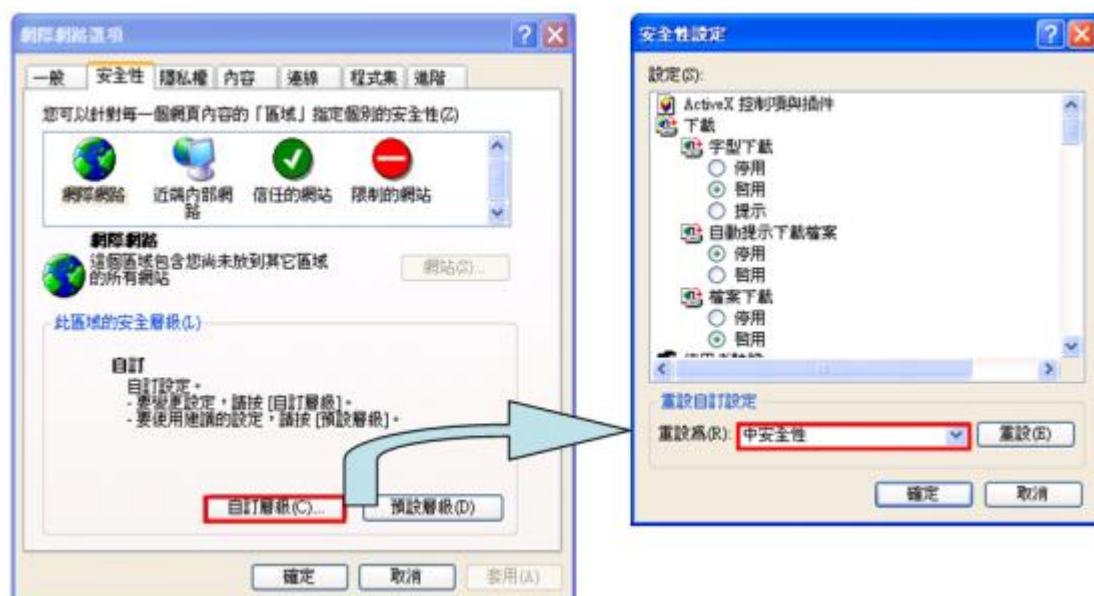 網際網路選項
一般 安全性 隱私權 內容 連線 程式集 進階
您可以針對每一個網頁內容的「區域」指定個別的安全性(Z)
網際網路 近端內部網路 信任的網站 限制的網站
網際網路
這個區域包含您尚未放到其它區域
的所有網站
網站(S)...
此區域的安全層級(L)
自訂
自訂設定。
- 要變更設定，請按 [自訂層級]。
- 要使用建議的設定，請按 [預設層級]。
自訂層級(C)... 預設層級(D)
確定 取消 套用(A)
安全性設定
設定(S):
ActiveX 控制項與插件
下載
字型下載
停用
啟用
提示
自動提示下載檔案
停用
啟用
檔案下載
停用
啟用
重設自訂設定
重設為(R): 中安全性 重設(E)
確定 取消